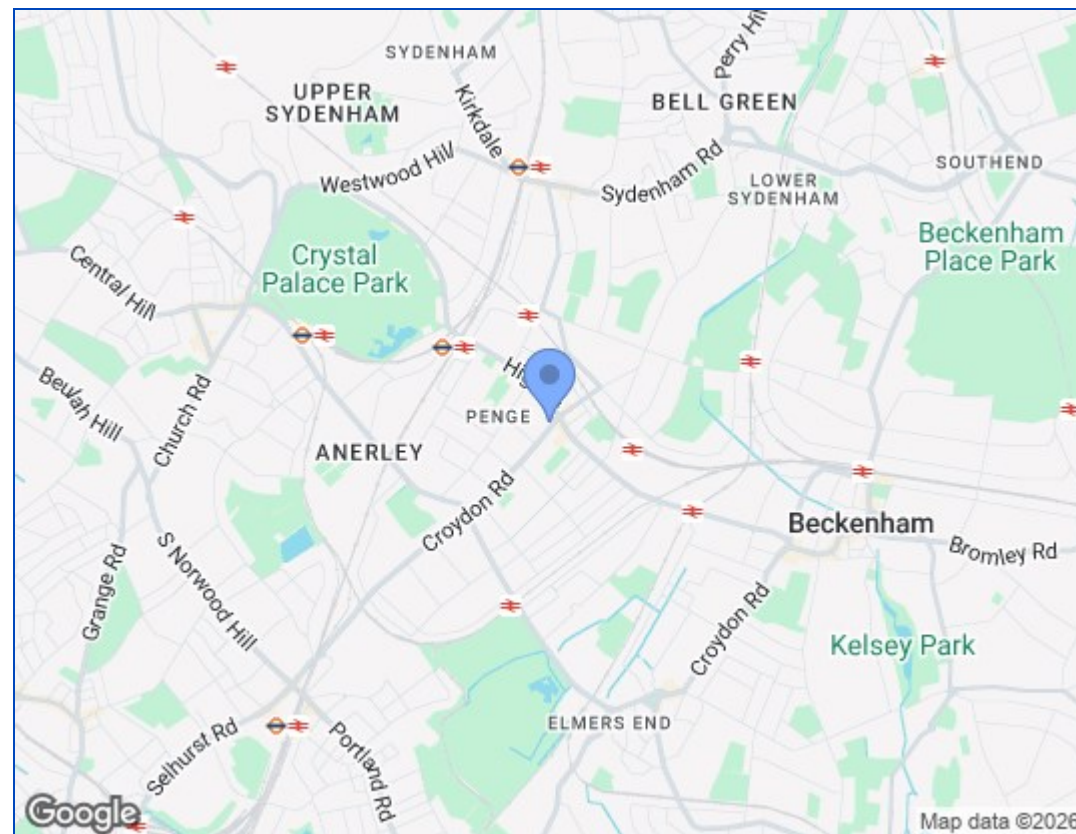 SYDENHAM
Perry Hill
UPPER
SYDENHAM
Kirkdale
BELL GREEN
Westwood Hill
Sydenham Rd
SOUTHEND
LOWER
SYDENHAM
Crystal
Palace Park
Beckenham
Place Park
Central Hill
Beulah Hill
Church Rd
PENGE
ANERLEY
Croydon Rd
Beckenham
Bromley Rd
Grange Rd
S Norwood Hill
Croydon Rd
Kelsey Park
ELMERS END
Selhurst Rd
Portland Rd
Google
Map data ©2026